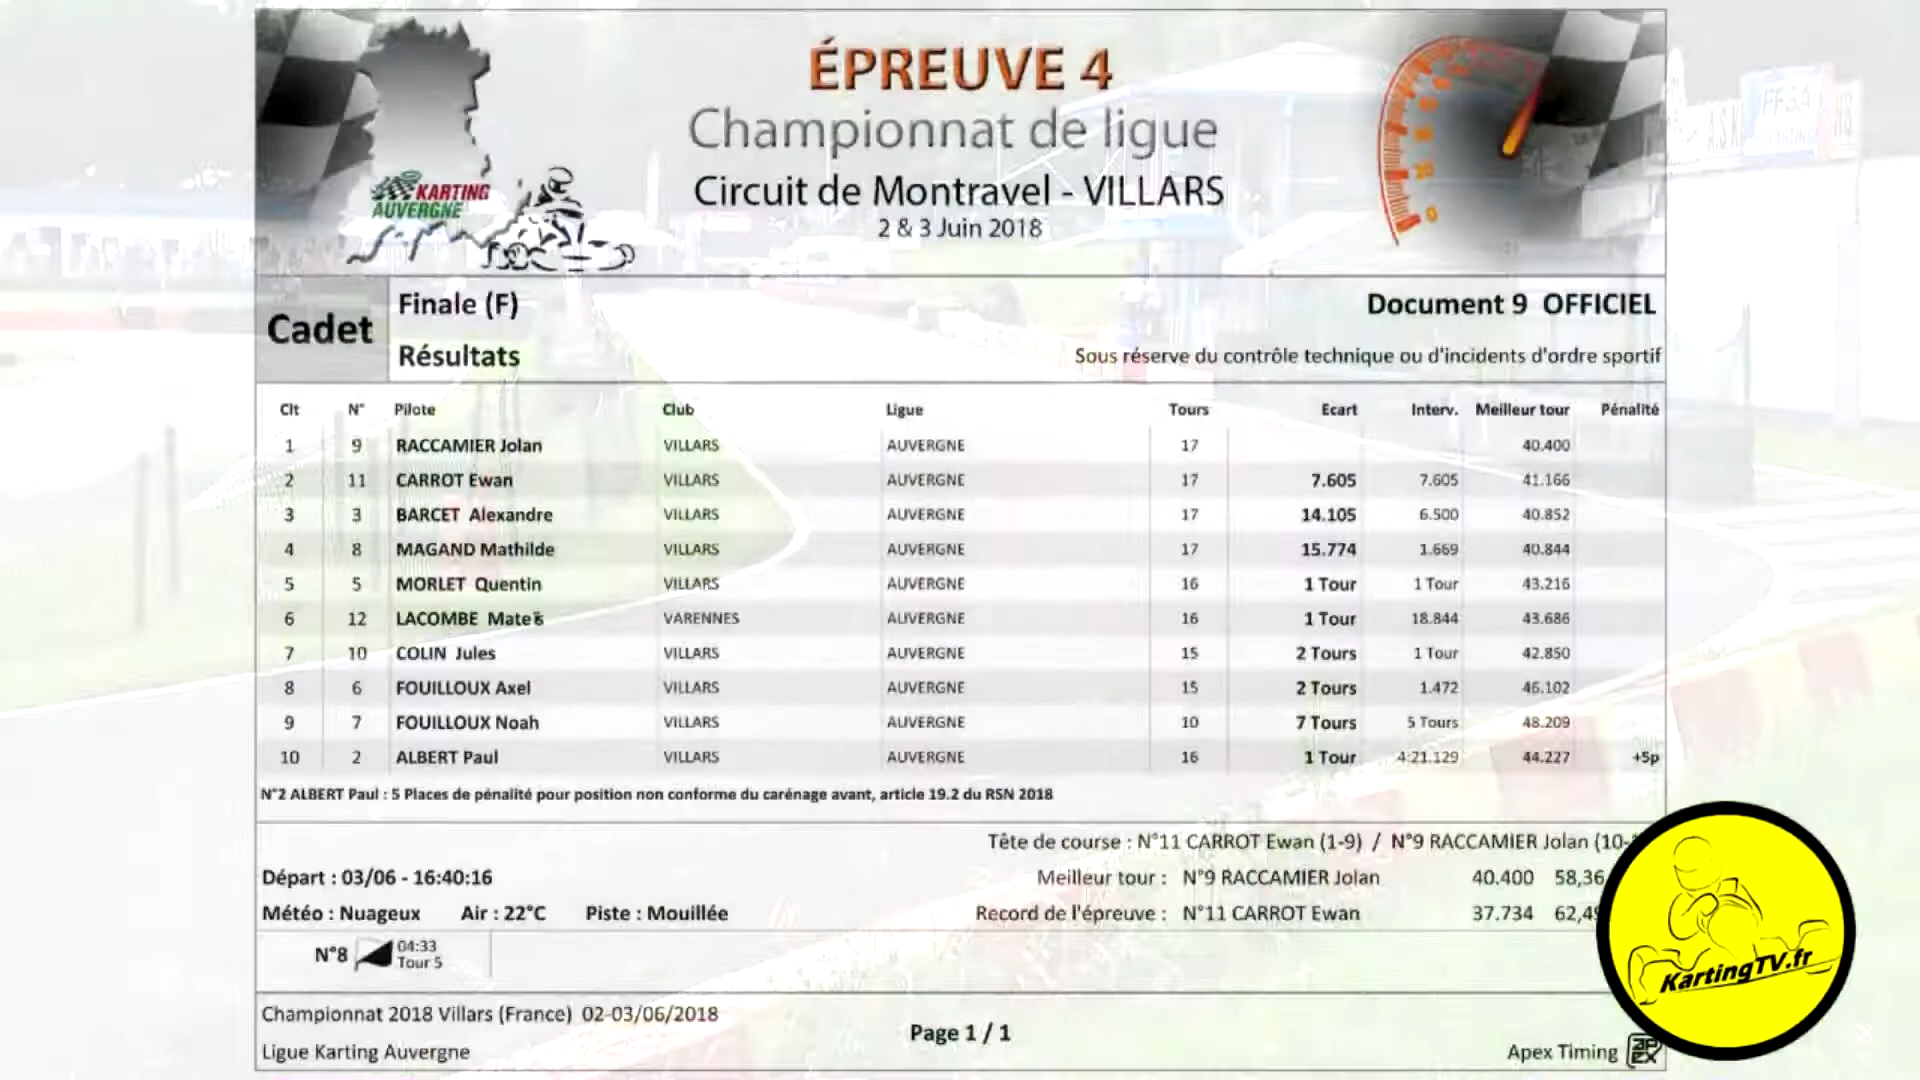 ÉPREUVE 4
Championnat de ligue
Circuit de Montravel - VILLARS
2 & 3 Juin 2018
KARTING
AUVERGNE
Cadet
Finale (F)
Résultats
Document 9 OFFICIEL
Sous réserve du contrôle technique ou d'incidents d'ordre sportif
Clt N° Pilote Club Ligue Tours Ecart Interv. Meilleur tour Pénalité
1 9 RACCAMIER Jolan VILLARS AUVERGNE 17 40.400
2 11 CARROT Ewan VILLARS AUVERGNE 17 7.605 7.605 41.166
3 3 BARCET Alexandre VILLARS AUVERGNE 17 14.105 6.500 40.852
4 8 MAGAND Mathilde VILLARS AUVERGNE 17 15.774 1.669 40.844
5 5 MORLET Quentin VILLARS AUVERGNE 16 1 Tour 1 Tour 43.216
6 12 LACOMBE VARENNES AUVERGNE 16 1 Tour 18.844 43.686
7 10 COLIN Jules VILLARS AUVERGNE 15 2 Tours 1 Tour 42.850
8 6 FOUILLOUX Axel VILLARS AUVERGNE 15 2 Tours 1.472 46.102
9 7 FOUILLOUX Noah VILLARS AUVERGNE 10 7 Tours 5 Tours 48.209
10 2 ALBERT Paul VILLARS AUVERGNE 16 1 Tour 4:21.129 44.227 +5p
N°2 ALBERT Paul : 5 Places de pénalité pour position non conforme du carénage avant, article 19.2 du RSN 2018
Tête de course : N°11 CARROT Ewan (1-9) / N°9 RACCAMIER Jolan (10-
Départ : 03/06 - 16:40:16
Meilleur tour : N°9 RACCAMIER Jolan 40.400 58,36
Météo : Nuageux Air : 22°C Piste : Mouillée
Record de l'épreuve : N°11 CARROT Ewan 37.734 62,4
N°8 04:33
Tour 5
Championnat 2018 Villars (France) 02-03/06/2018
Ligue Karting Auvergne
Page 1 / 1
Apex Timing
APEX
KartingTV.fr